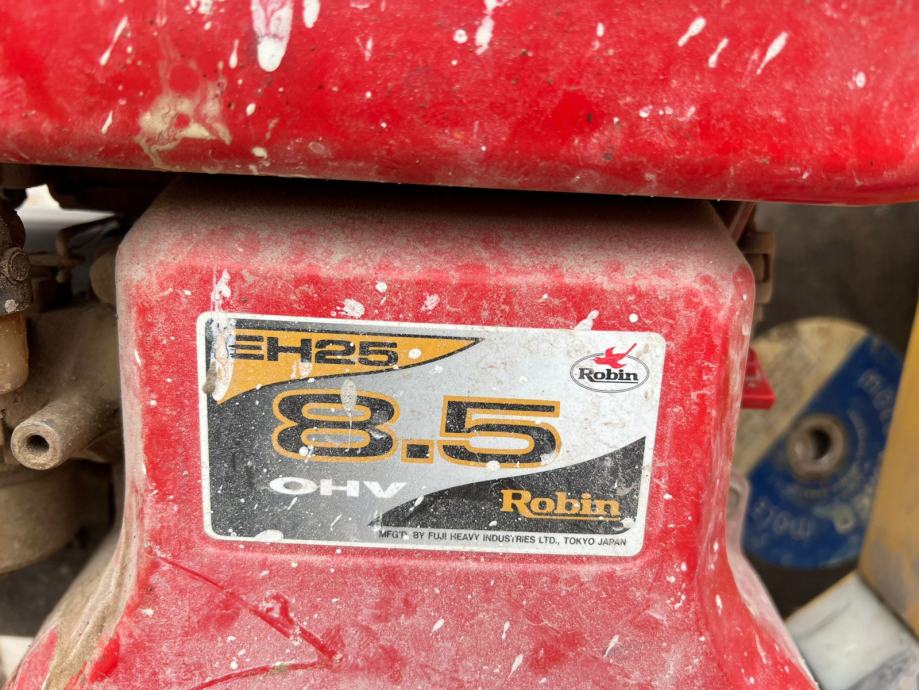 EH25
Robin
8.5
OHV
Robin
MFG'D. BY FUJI HEAVY INDUSTRIES LTD., TOKYO JAPAN